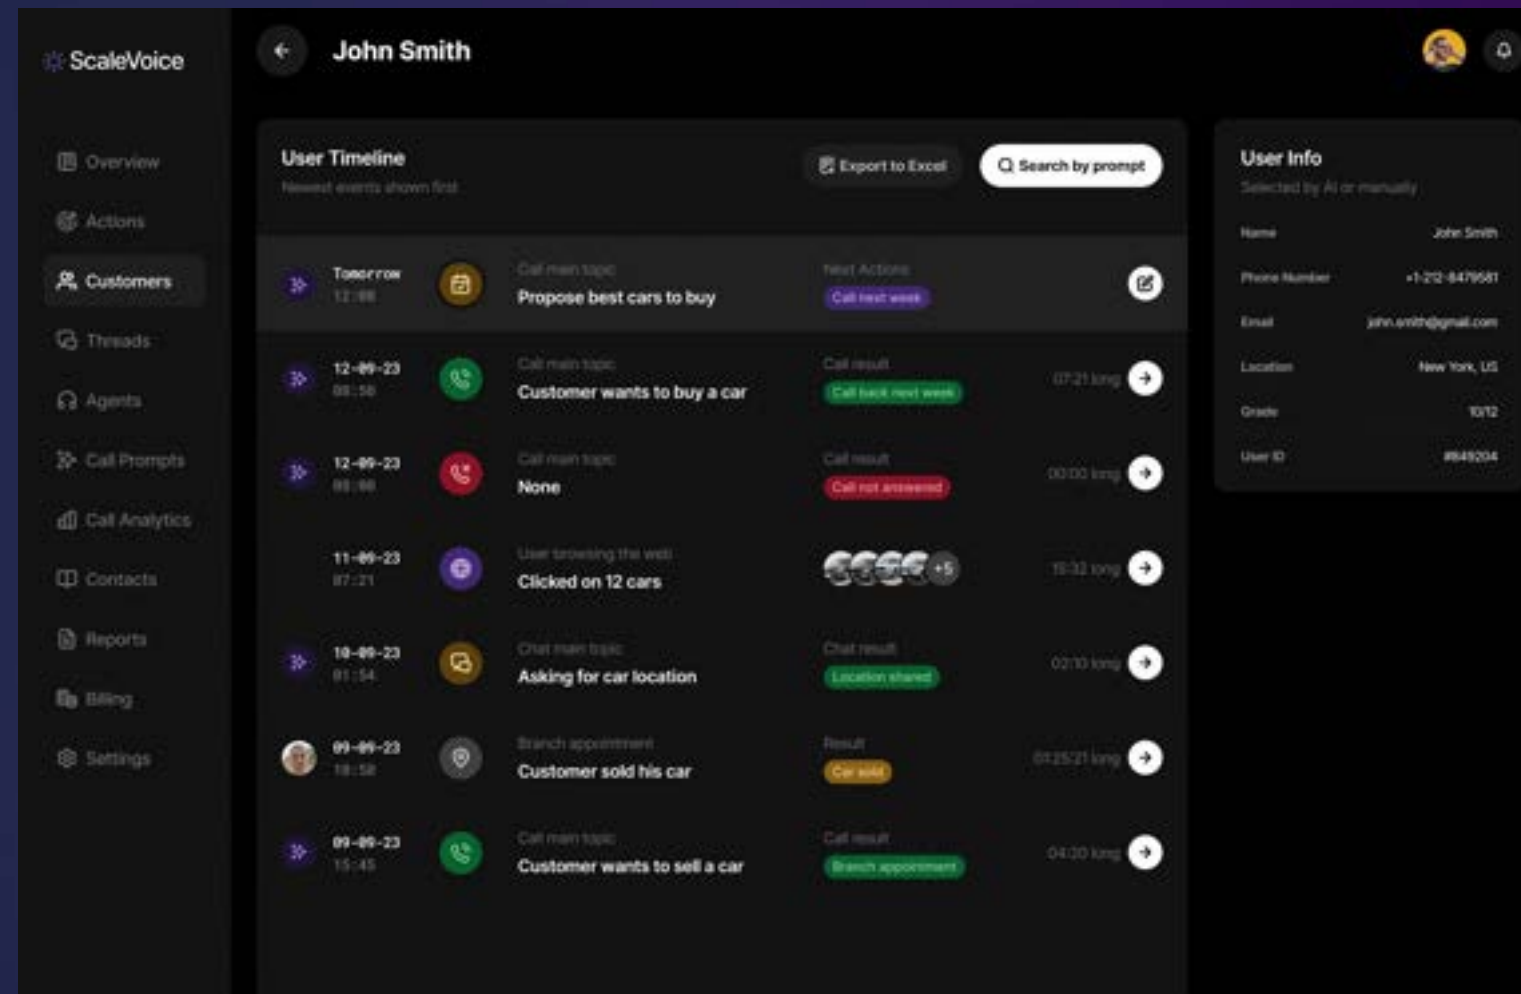 ScaleVoice
Overview
Actions
Customers
Threads
Agents
Call Prompts
Call Analytics
Contacts
Reports
Billing
Settings
John Smith
User Timeline
Newest events shown first
Export to Excel
Search by prompt
Tomorrow
Call main topic
Propose best cars to buy
Next Actions
Call next week
12-09-23
Call main topic
Customer wants to buy a car
Call result
Call back next week
07:21 long
12-09-23
Call main topic
None
Call result
Call not answered
00:00 long
11-09-23
07:21
User browsing the web
Clicked on 12 cars
+5
15:32 long
10-09-23
01:54
Chat main topic
Asking for car location
Chat result
Location shared
02:10 long
09-09-23
Branch appointment
Customer sold his car
Result
Car sold
01:25:21 long
09-09-23
15:45
Call main topic
Customer wants to sell a car
Call result
Branch appointment
04:20 long
User Info
Selected by AI or manually
Name
John Smith
Phone Number
+1-212-8479581
Email
john.smith@gmail.com
Location
New York, US
Grade
10/12
User ID
#849204